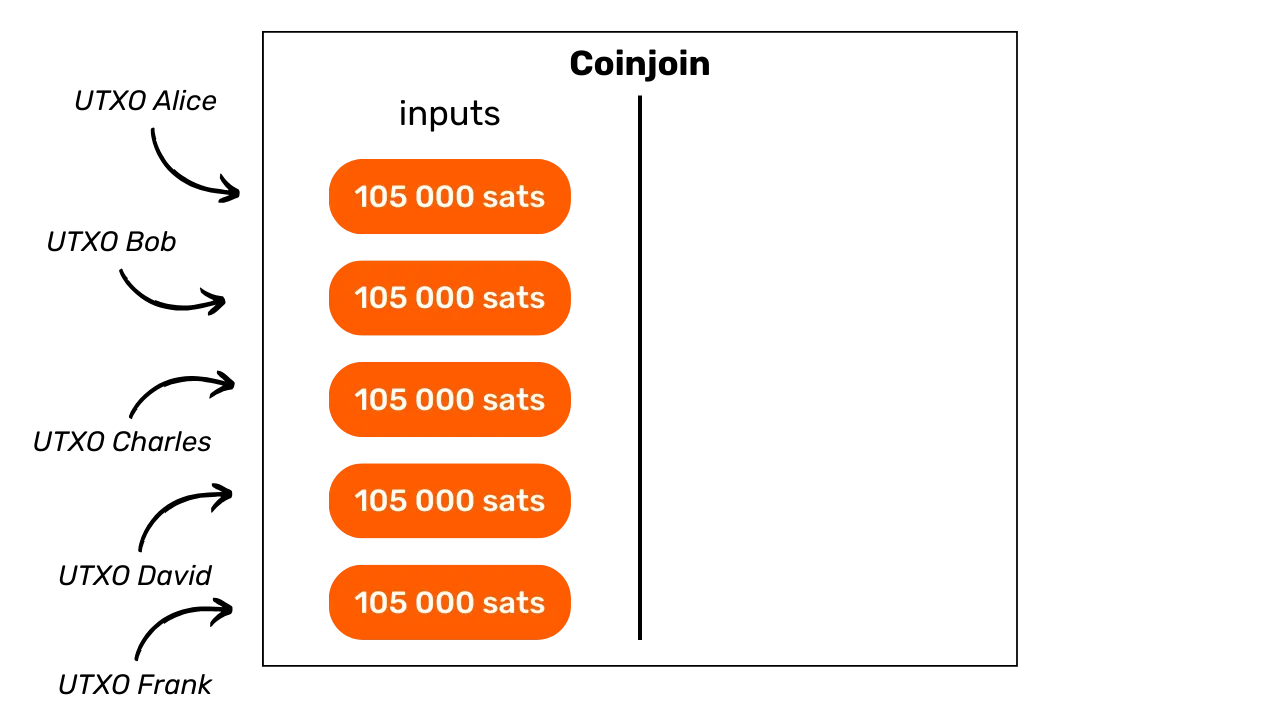 Coinjoin
inputs
UTXO Alice
105 000 sats
UTXO Bob
105 000 sats
UTXO Charles
105 000 sats
UTXO David
105 000 sats
UTXO Frank
105 000 sats